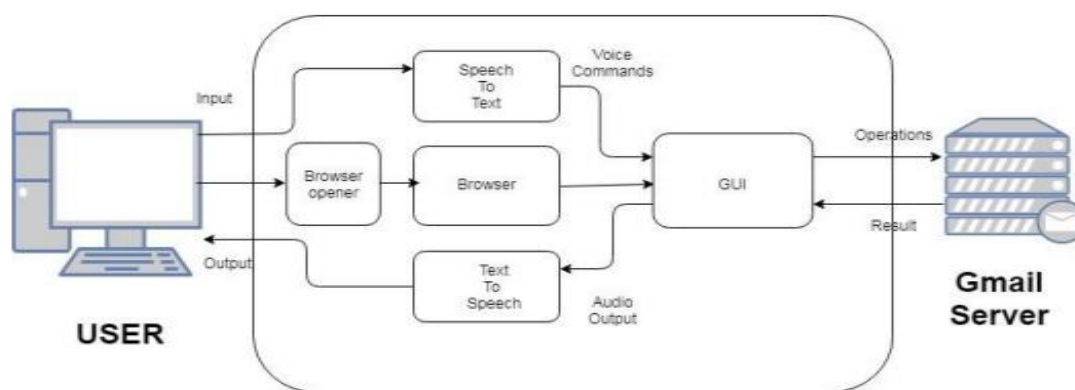 Voice
Commands
Speech
To
Text
Input
Operations
Browser
opener
Browser
GUI
Result
Output
Text
To
Speech
Audio
Output
USER
Gmail
Server